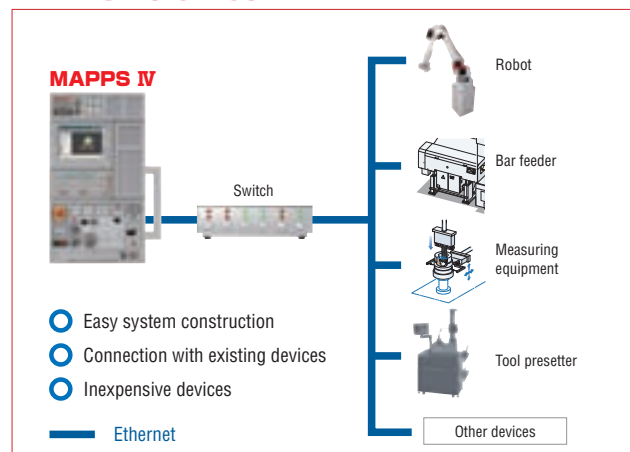 MAPPS IV
Switch
Robot
Bar feeder
Measuring
equipment
Tool presetter
Other devices
Easy system construction
Connection with existing devices
Inexpensive devices
Ethernet